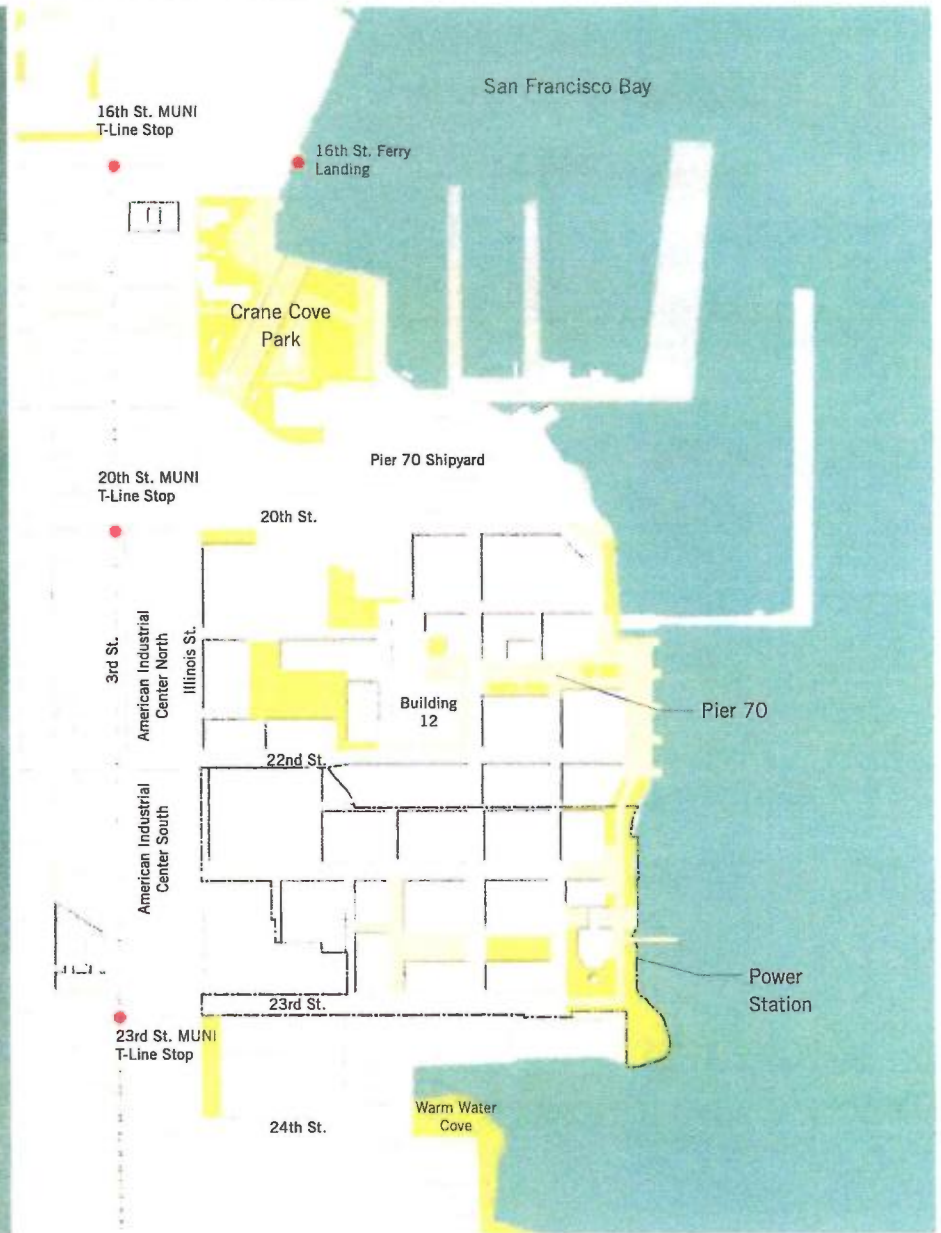 San Francisco Bay
16th St. MUNI
T-Line Stop
16th St. Ferry
Landing
Crane Cove
Park
Pier 70 Shipyard
20th St. MUNI
T-Line Stop
20th St.
3rd St.
American Industrial
Center North
Illinois St.
Building
12
Pier 70
22nd St.
American Industrial
Center South
Power
Station
23rd St.
23rd St. MUNI
T-Line Stop
Warm Water
Cove
24th St.